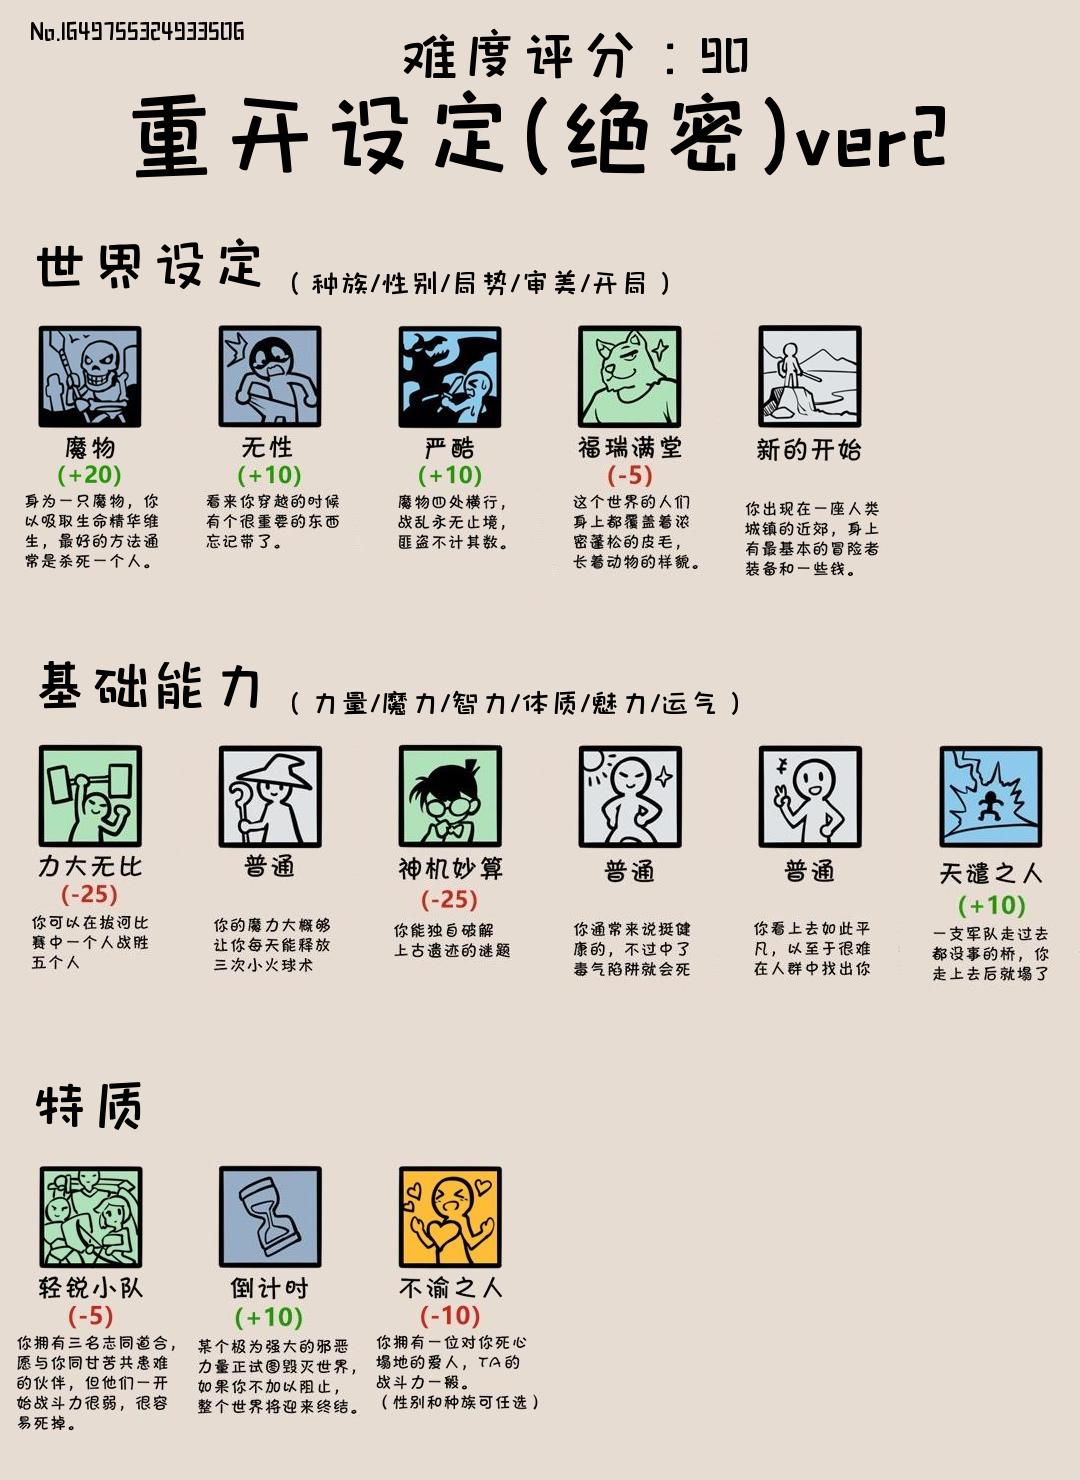 No.1649755324933506
难度评分：90
重开设定(绝密)ver2
世界设定（种族/性别/局势/审美/开局）
魔物
(+20)
身为一只魔物，你
以吸取生命精华维
生，最好的方法通
常是杀死一个人。
无性
(+10)
看来你穿越的时候
有个很重要的东西
忘记带了。
严酷
(+10)
魔物四处横行，
战乱永无止境，
匪盗不计其数。
福瑞满堂
(-5)
这个世界的人们
身上都覆盖着浓
密蓬松的皮毛，
长着动物的样貌。
新的开始
你出现在一座人类
城镇的近郊，身上
有最基本的冒险者
装备和一些钱。
基础能力（力量/魔力/智力/体质/魅力/运气）
力大无比
(-25)
你可以在拔河比
赛中一个人战胜
五个人
普通
你的魔力大概够
让你每天能释放
三次小火球术
神机妙算
(-25)
你能独自破解
上古遗迹的谜题
普通
你通常来说挺健
康的，不过中了
毒气陷阱就会死
普通
你看上去如此平
凡，以至于很难
在人群中找出你
天谴之人
(+10)
一支军队走过去
都没事的桥，你
走上去后就塌了
特质
轻锐小队
(-5)
你拥有三名志同道合，
愿与你同甘苦共患难
的伙伴，但他们一开
始战斗力很弱，很容
易死掉。
倒计时
(+10)
某个极为强大的邪恶
力量正试图毁灭世界，
如果你不加以阻止，
整个世界将迎来终结。
不渝之人
(-10)
你拥有一位对你死心
塌地的爱人，TA的
战斗力一般。
（性别和种族可任选）